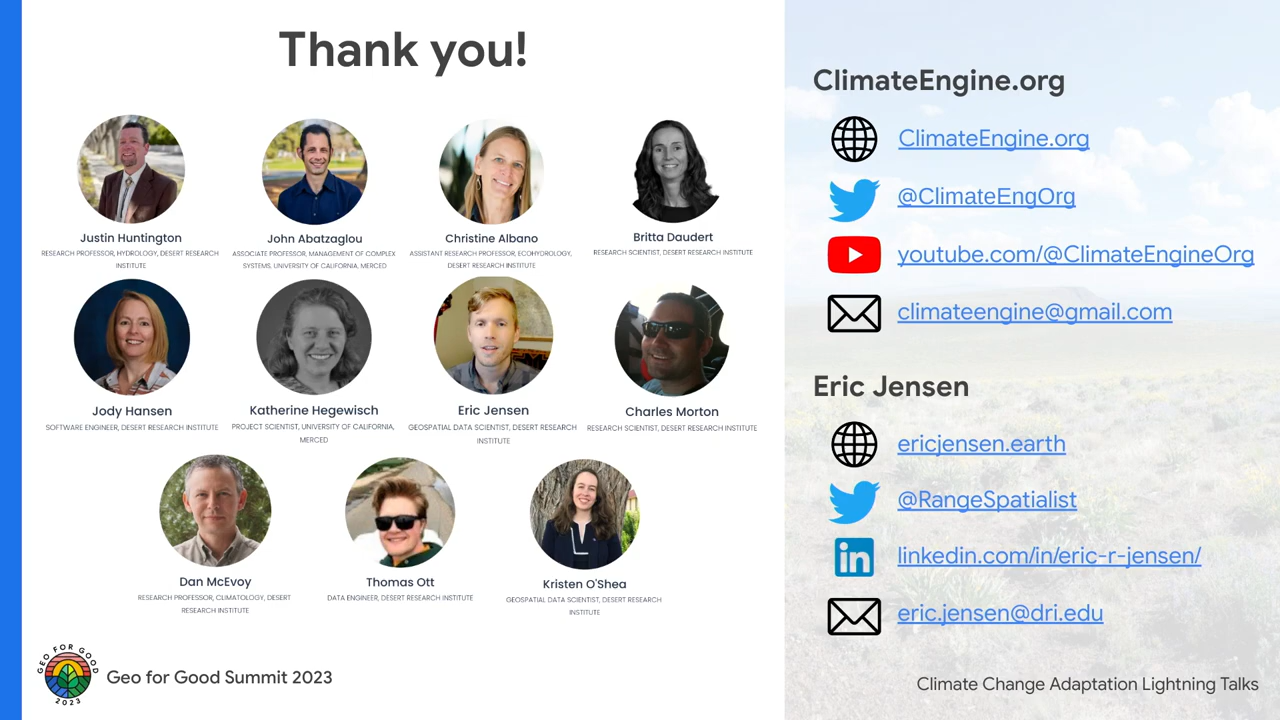 Thank you!
Justin Huntington
RESEARCH PROFESSOR, HYDROLOGY, DESERT RESEARCH
INSTITUTE
John Abatzaglou
ASSOCIATE PROFESSOR, MANAGEMENT OF COMPLEX
SYSTEMS, UNIVERSITY OF CALIFORNIA, MERCED
Christine Albano
ASSISTANT RESEARCH PROFESSOR, ECOHYDROLOGY,
DESERT RESEARCH INSTITUTE
Britta Daudert
RESEARCH SCIENTIST, DESERT RESEARCH INSTITUTE
Jody Hansen
SOFTWARE ENGINEER, DESERT RESEARCH INSTITUTE
Katherine Hegewisch
PROJECT SCIENTIST, UNIVERSITY OF CALIFORNIA,
MERCED
Eric Jensen
GEOSPATIAL DATA SCIENTIST, DESERT RESEARCH
INSTITUTE
Charles Morton
RESEARCH SCIENTIST, DESERT RESEARCH INSTITUTE
Dan McEvoy
RESEARCH PROFESSOR, CLIMATOLOGY, DESERT
RESEARCH INSTITUTE
Thomas Ott
DATA ENGINEER, DESERT RESEARCH INSTITUTE
Kristen O'Shea
GEOSPATIAL DATA SCIENTIST, DESERT RESEARCH
INSTITUTE
GEO FOR GOOD
2023
Geo for Good Summit 2023
ClimateEngine.org
ClimateEngine.org
@ClimateEngOrg
youtube.com/@ClimateEngineOrg
climateengine@gmail.com
Eric Jensen
ericjensen.earth
@RangeSpatialist
in
linkedin.com/in/eric-r-jensen/
eric.jensen@dri.edu
Climate Change Adaptation Lightning Talks